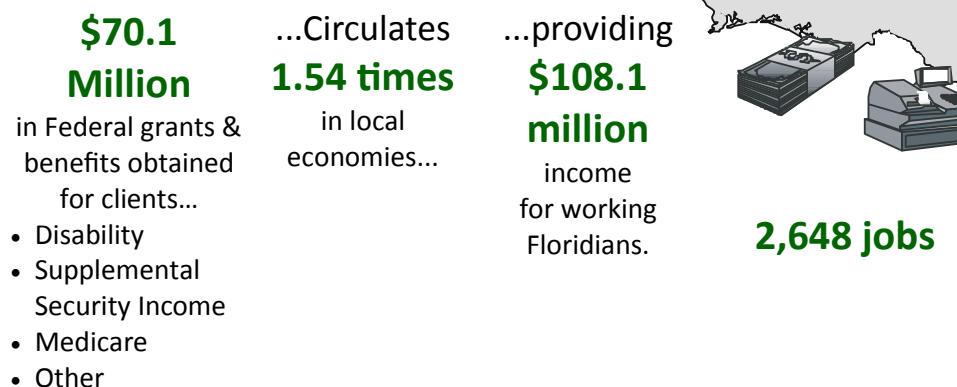 $70.1
Million
in Federal grants &
benefits obtained
for clients...
• Disability
• Supplemental
Security Income
• Medicare
• Other
...Circulates
1.54 times
in local
economies...
...providing
$108.1
million
income
for working
Floridians.
2,648 jobs